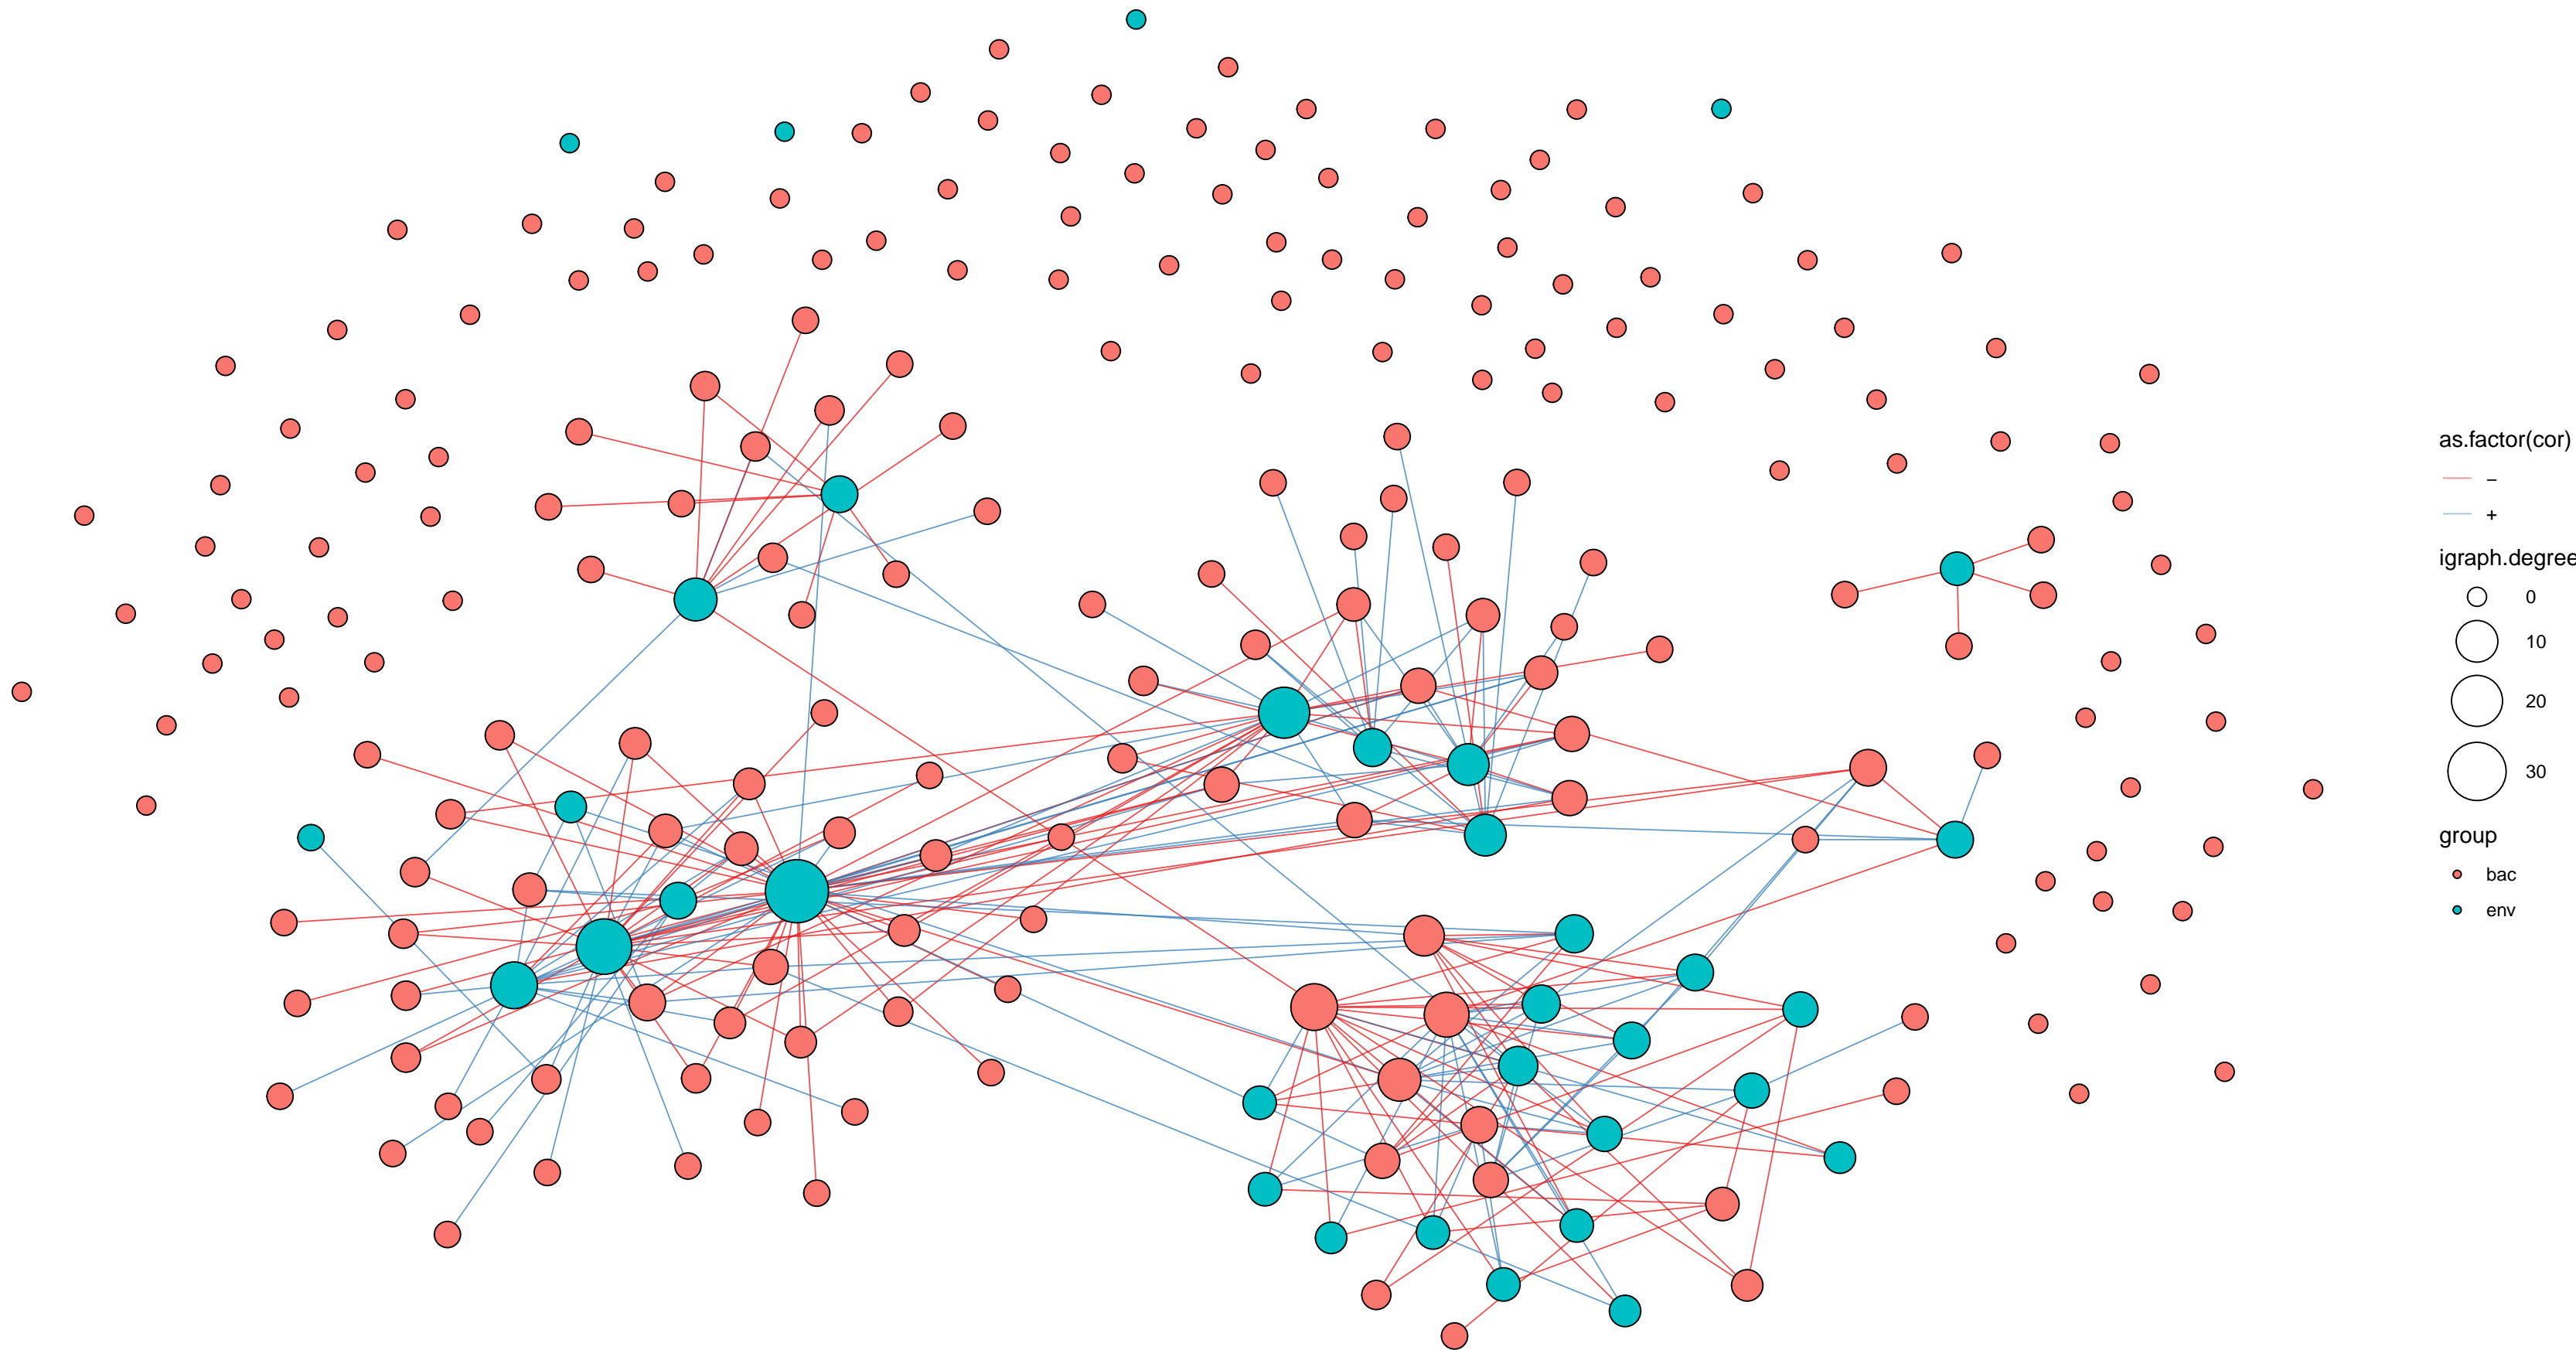 as.factor(cor)
−
+
igraph.degree
0
10
20
30
group
bac
env